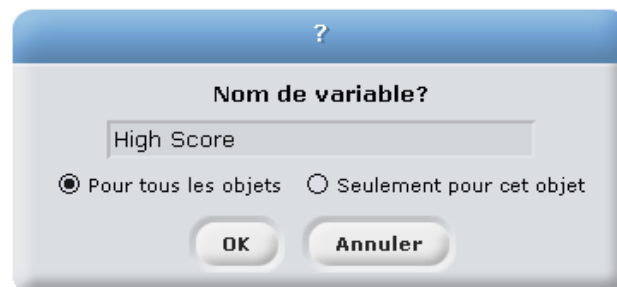 ?
Nom de variable?
High Score
Pour tous les objets Seulement pour cet objet
OK Annuler